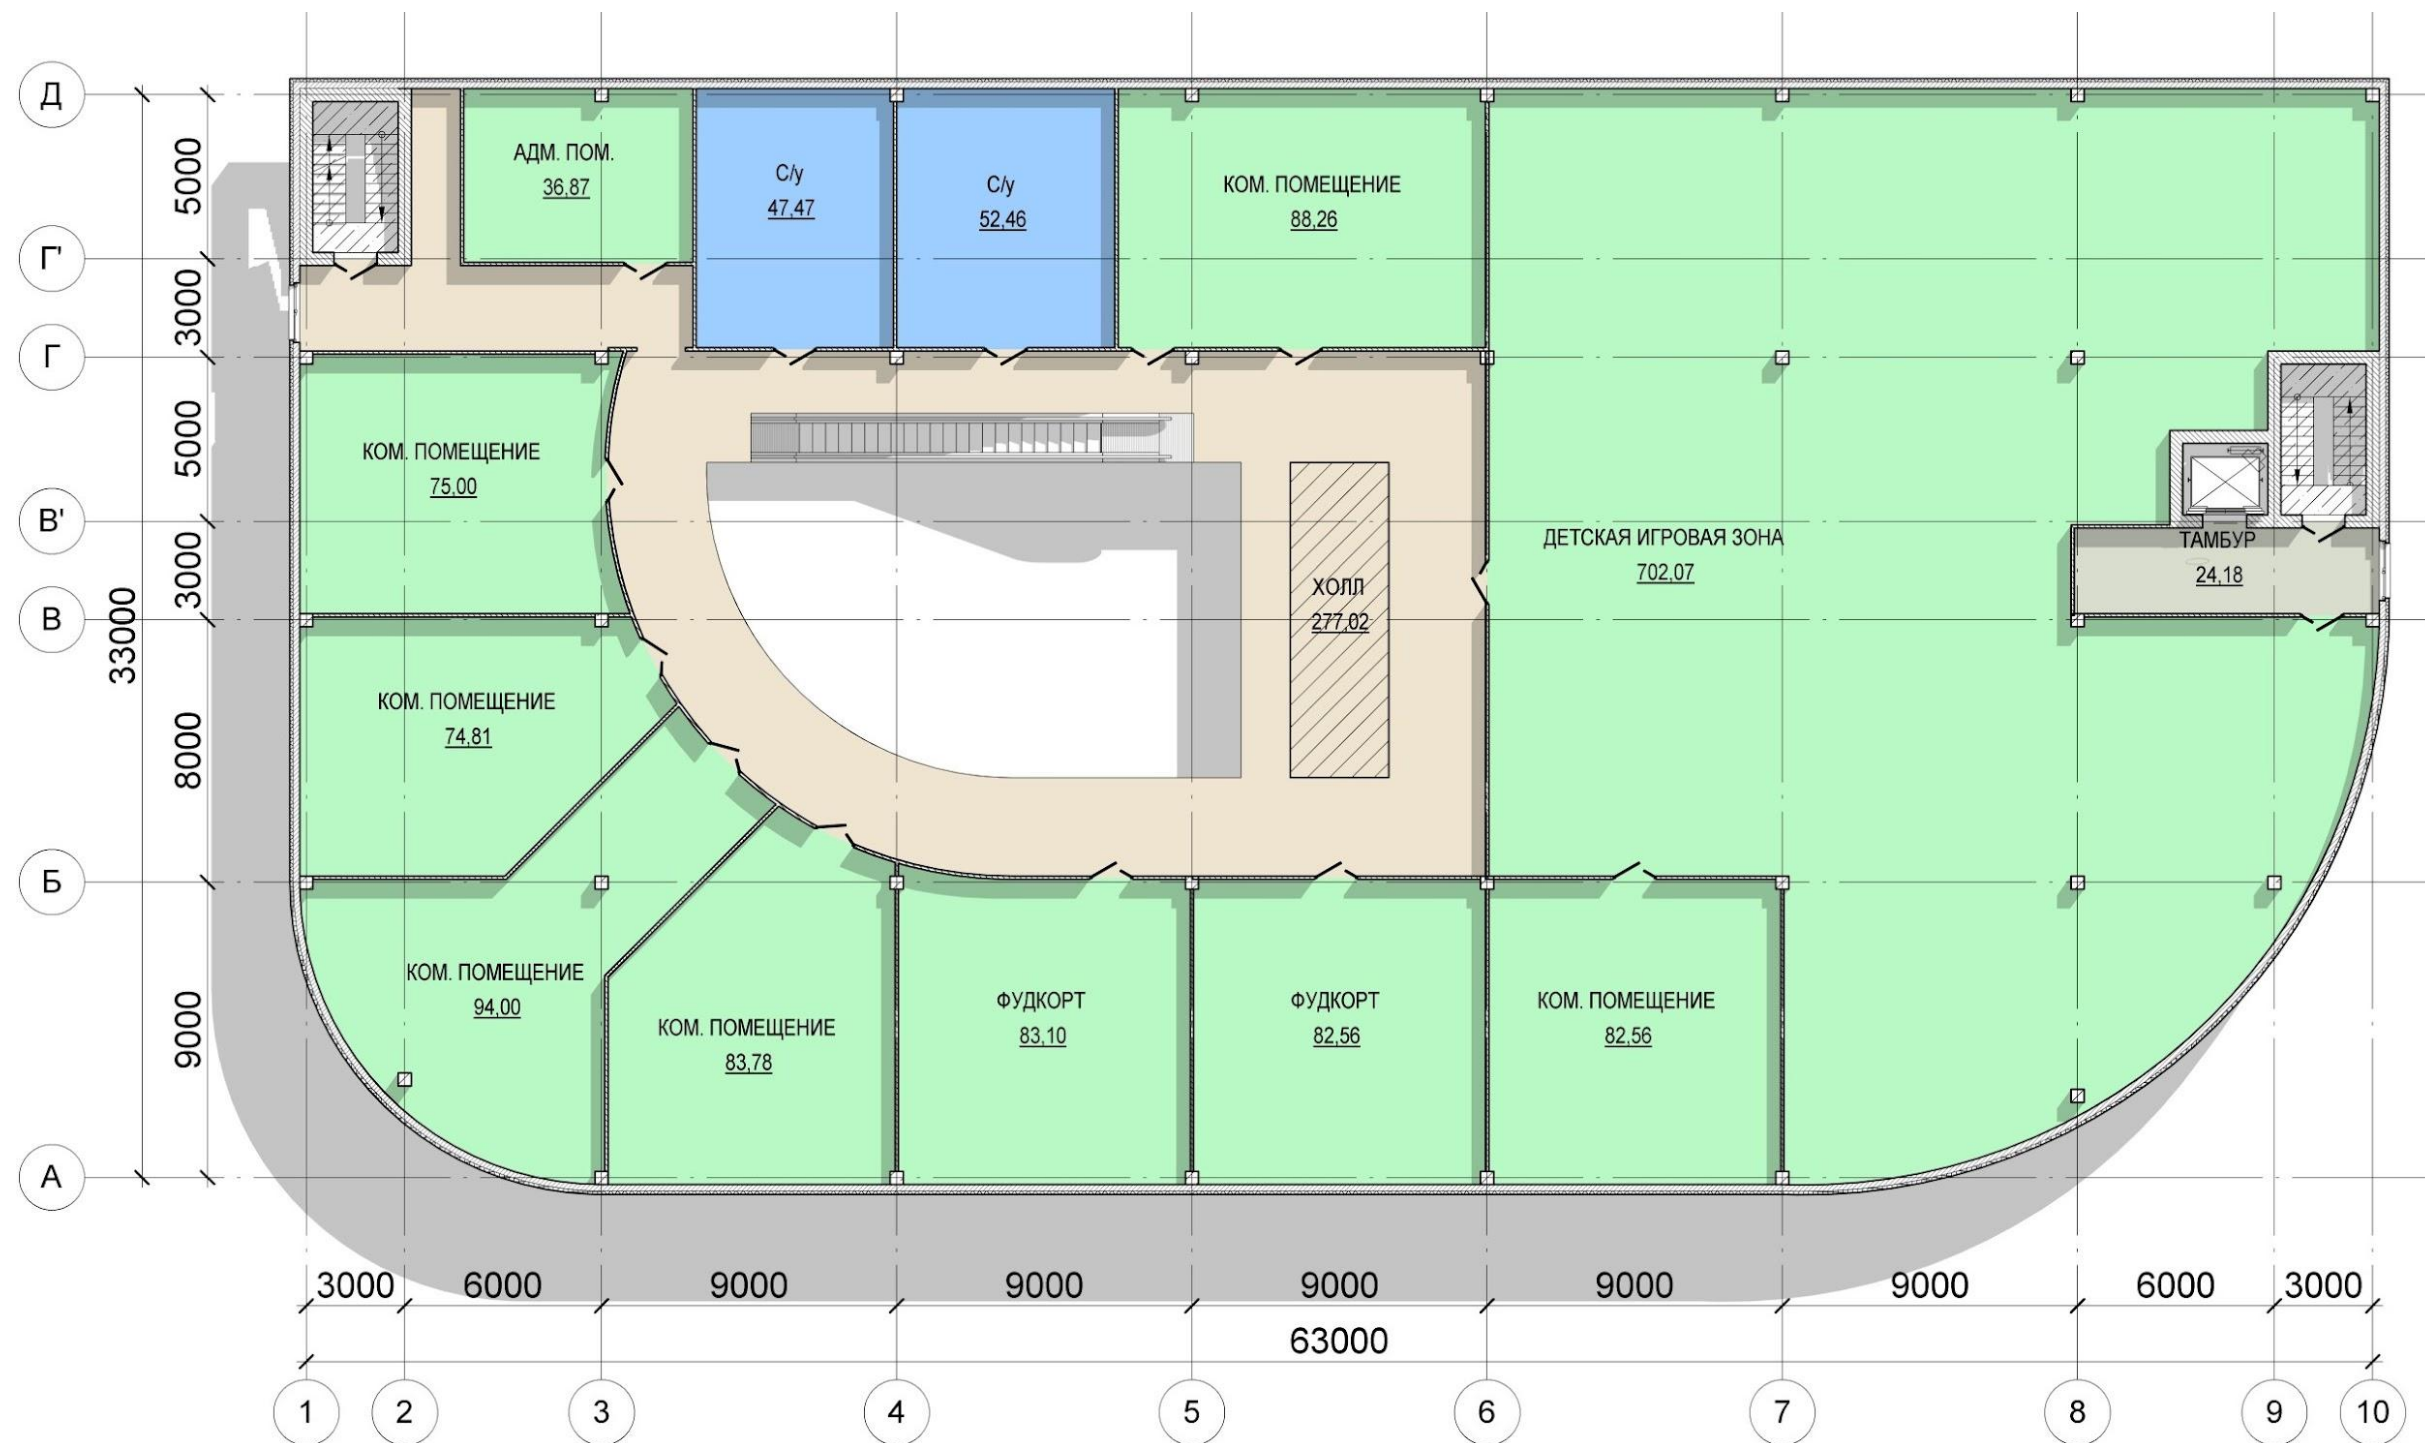 Д
5000
АДМ. ПОМ.
36,87
С/у
47,47
С/у
52,46
КОМ. ПОМЕЩЕНИЕ
88,26
Г'
3000
Г
5000
КОМ. ПОМЕЩЕНИЕ
75,00
В'
3000
33000
ХОЛЛ
277,02
ДЕТСКАЯ ИГРОВАЯ ЗОНА
702,07
ТАМБУР
24,18
В
8000
КОМ. ПОМЕЩЕНИЕ
74,81
Б
9000
КОМ. ПОМЕЩЕНИЕ
94,00
КОМ. ПОМЕЩЕНИЕ
83,78
ФУДКОРТ
83,10
ФУДКОРТ
82,56
КОМ. ПОМЕЩЕНИЕ
82,56
А
3000 6000 9000 9000 9000 9000 9000 6000 3000
63000
1 2 3 4 5 6 7 8 9 10